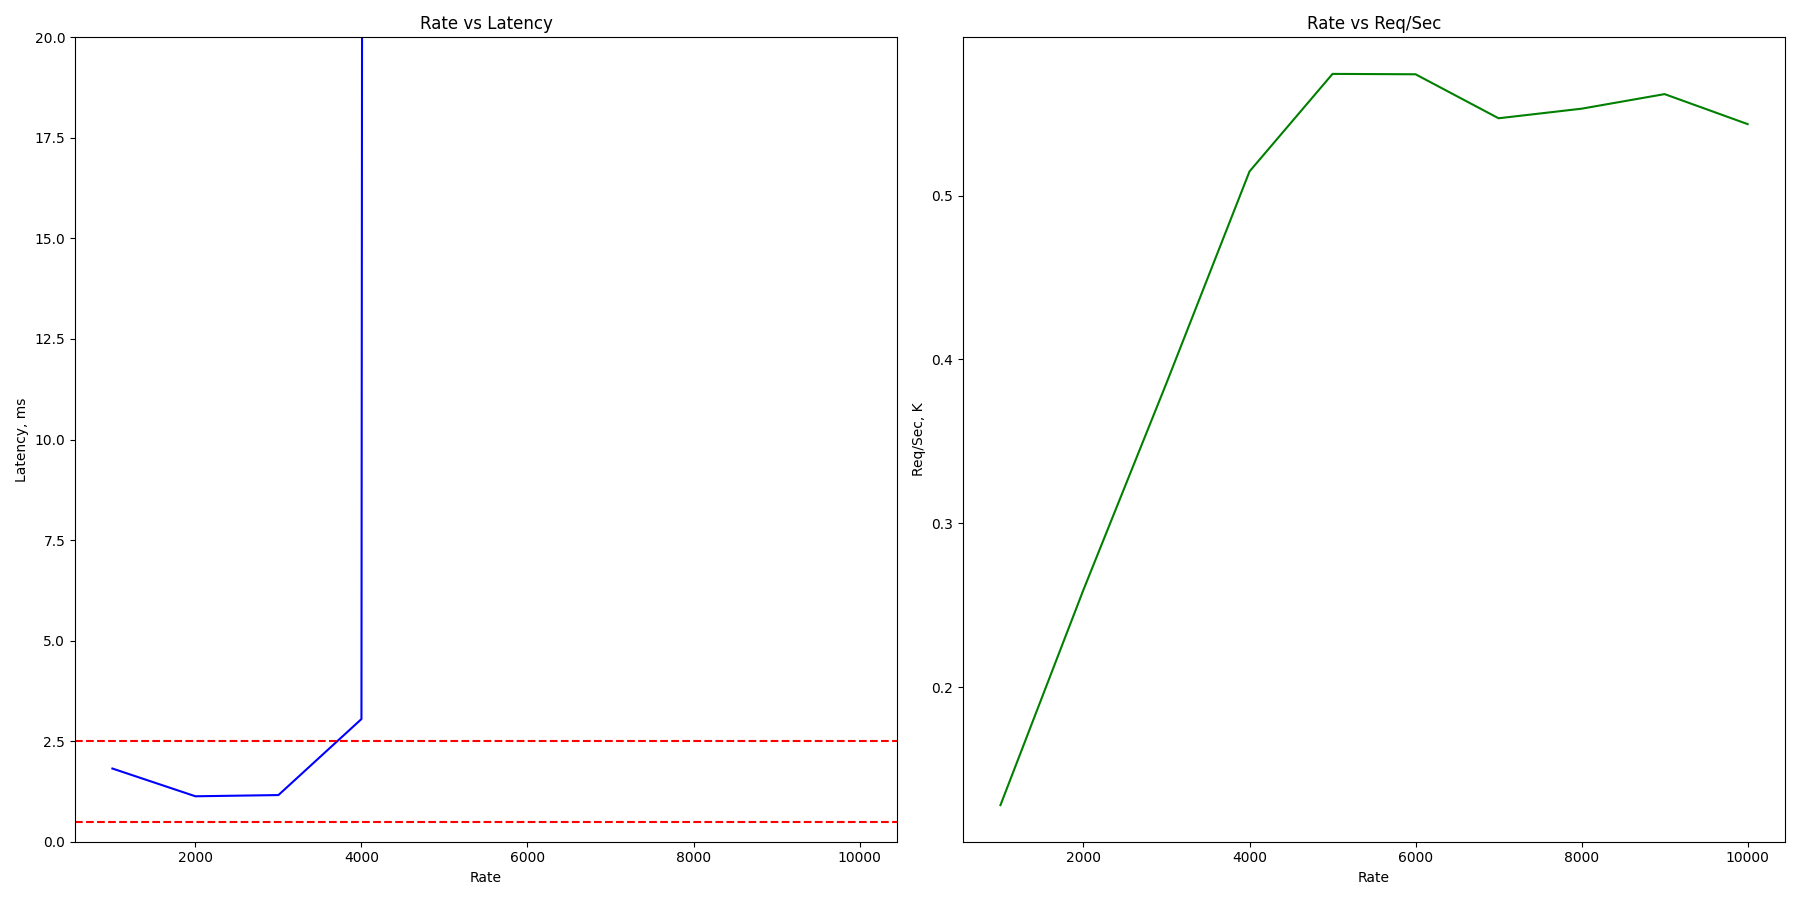 Rate vs Latency
20.0
17.5
15.0
12.5
10.0
7.5
5.0
2.5
0.0
Latency, ms
2000 4000 6000 8000 10000
Rate
Rate vs Req/Sec
0.5
0.4
0.3
0.2
Req/Sec, K
2000 4000 6000 8000 10000
Rate